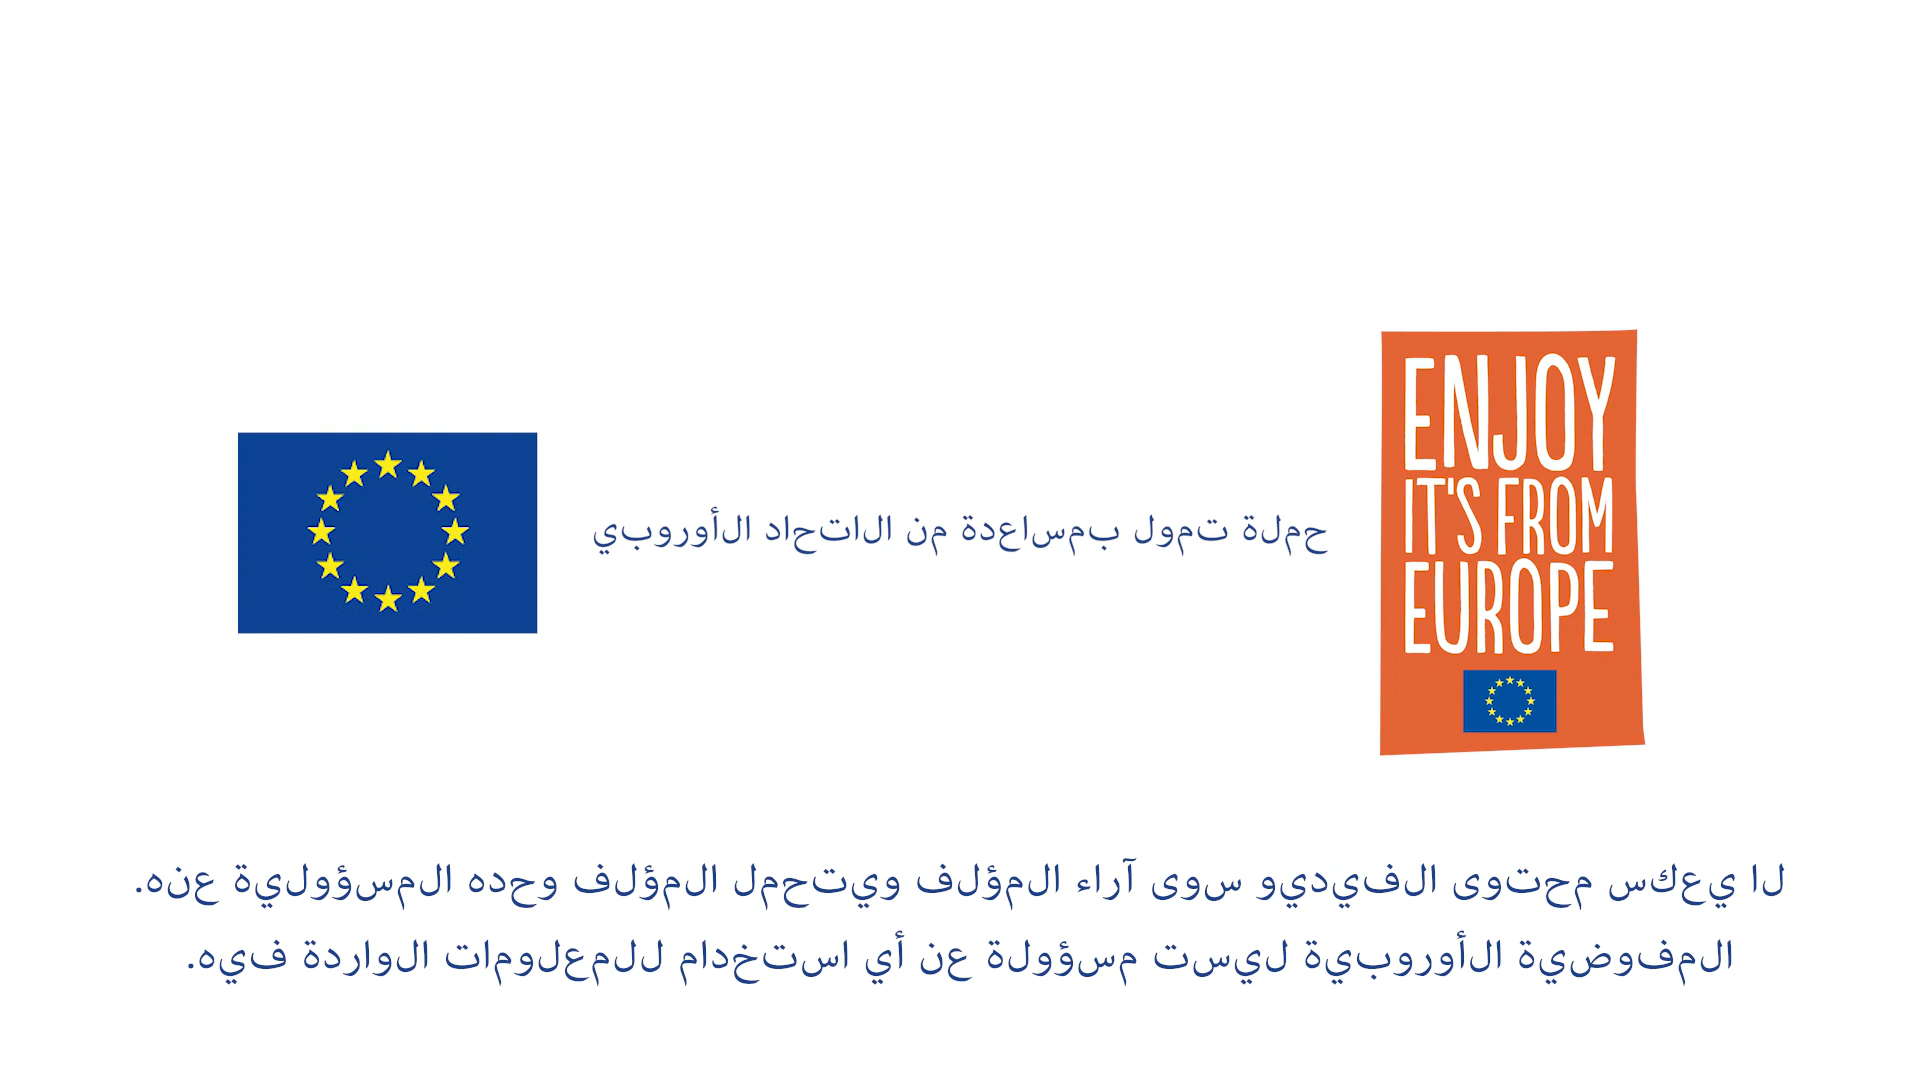 حملة تمول بمساعدة من الاتحاد الأوروبي
ENJOY
IT'S FROM
EUROPE
لا يعكس محتوى الفيديو سوى آراء المؤلف ويتحمل المؤلف وحده المسؤولية عنه.
المفوضية الأوروبية ليست مسؤولة عن أي استخدام للمعلومات الواردة فيه.